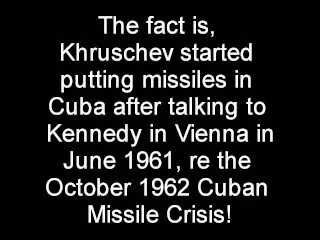 The fact is,
Khruschev started
putting missiles in
Cuba after talking to
Kennedy in Vienna in
June 1961, re the
October 1962 Cuban
Missile Crisis!